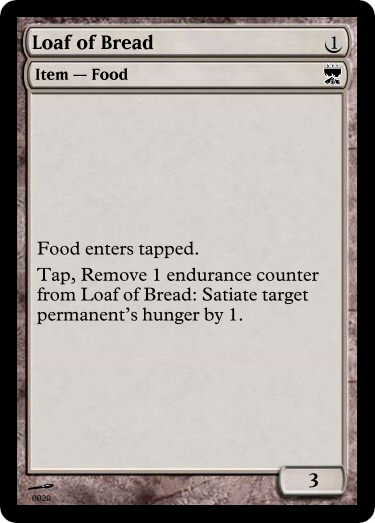 Loaf of Bread 1
Item — Food
Food enters tapped.
Tap, Remove 1 endurance counter
from Loaf of Bread: Satiate target
permanent's hunger by 1.
3
0020